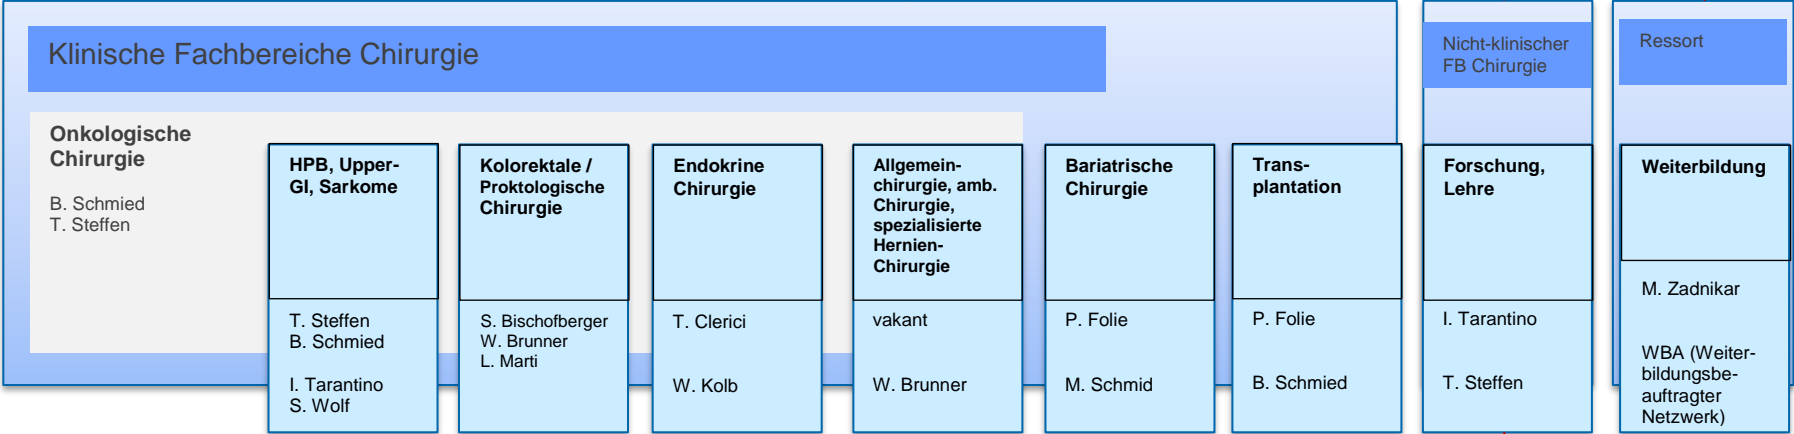 Klinische Fachbereiche Chirurgie
Onkologische
Chirurgie
B. Schmied
T. Steffen
HPB, Upper-
GI, Sarkome
T. Steffen
B. Schmied
I. Tarantino
S. Wolf
Kolorektale /
Proktologische
Chirurgie
S. Bischofberger
W. Brunner
L. Marti
Endokrine
Chirurgie
T. Clerici
W. Kolb
Allgemein-
chirurgie, amb.
Chirurgie,
spezialisierte
Hernien-
Chirurgie
vakant
W. Brunner
Bariatrische
Chirurgie
P. Folie
M. Schmid
Trans-
plantation
P. Folie
B. Schmied
Nicht-klinischer
FB Chirurgie
Forschung,
Lehre
I. Tarantino
T. Steffen
Ressort
Weiterbildung
M. Zadnikar
WBA (Weiter-
bildungsbe-
auftragter
Netzwerk)